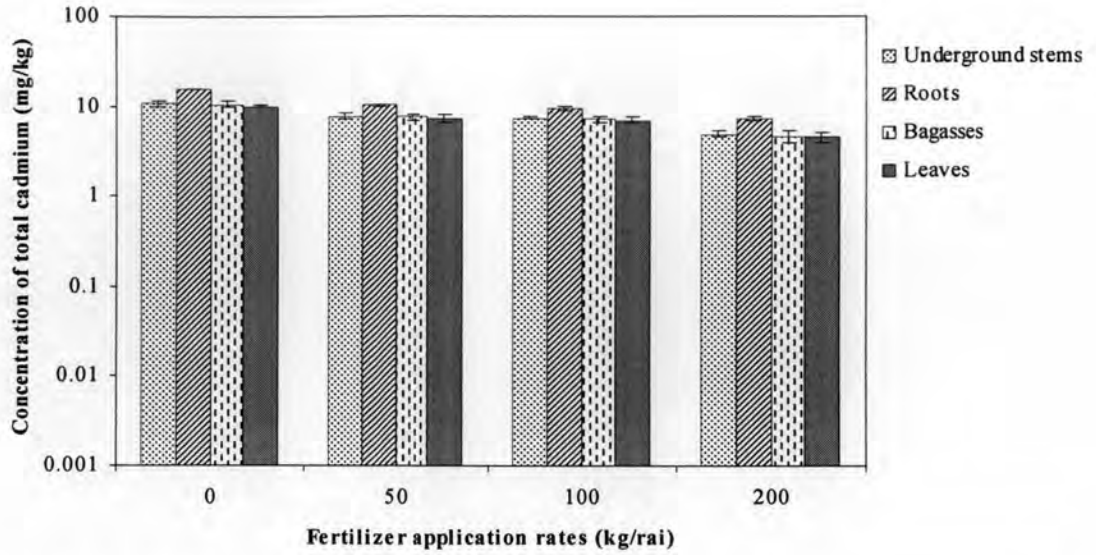 Concentration of total cadmium (mg/kg)
100
10
1
0.1
0.01
0.001
0
50
100
200
Fertilizer application rates (kg/rai)
Underground stems
Roots
Bagasses
Leaves